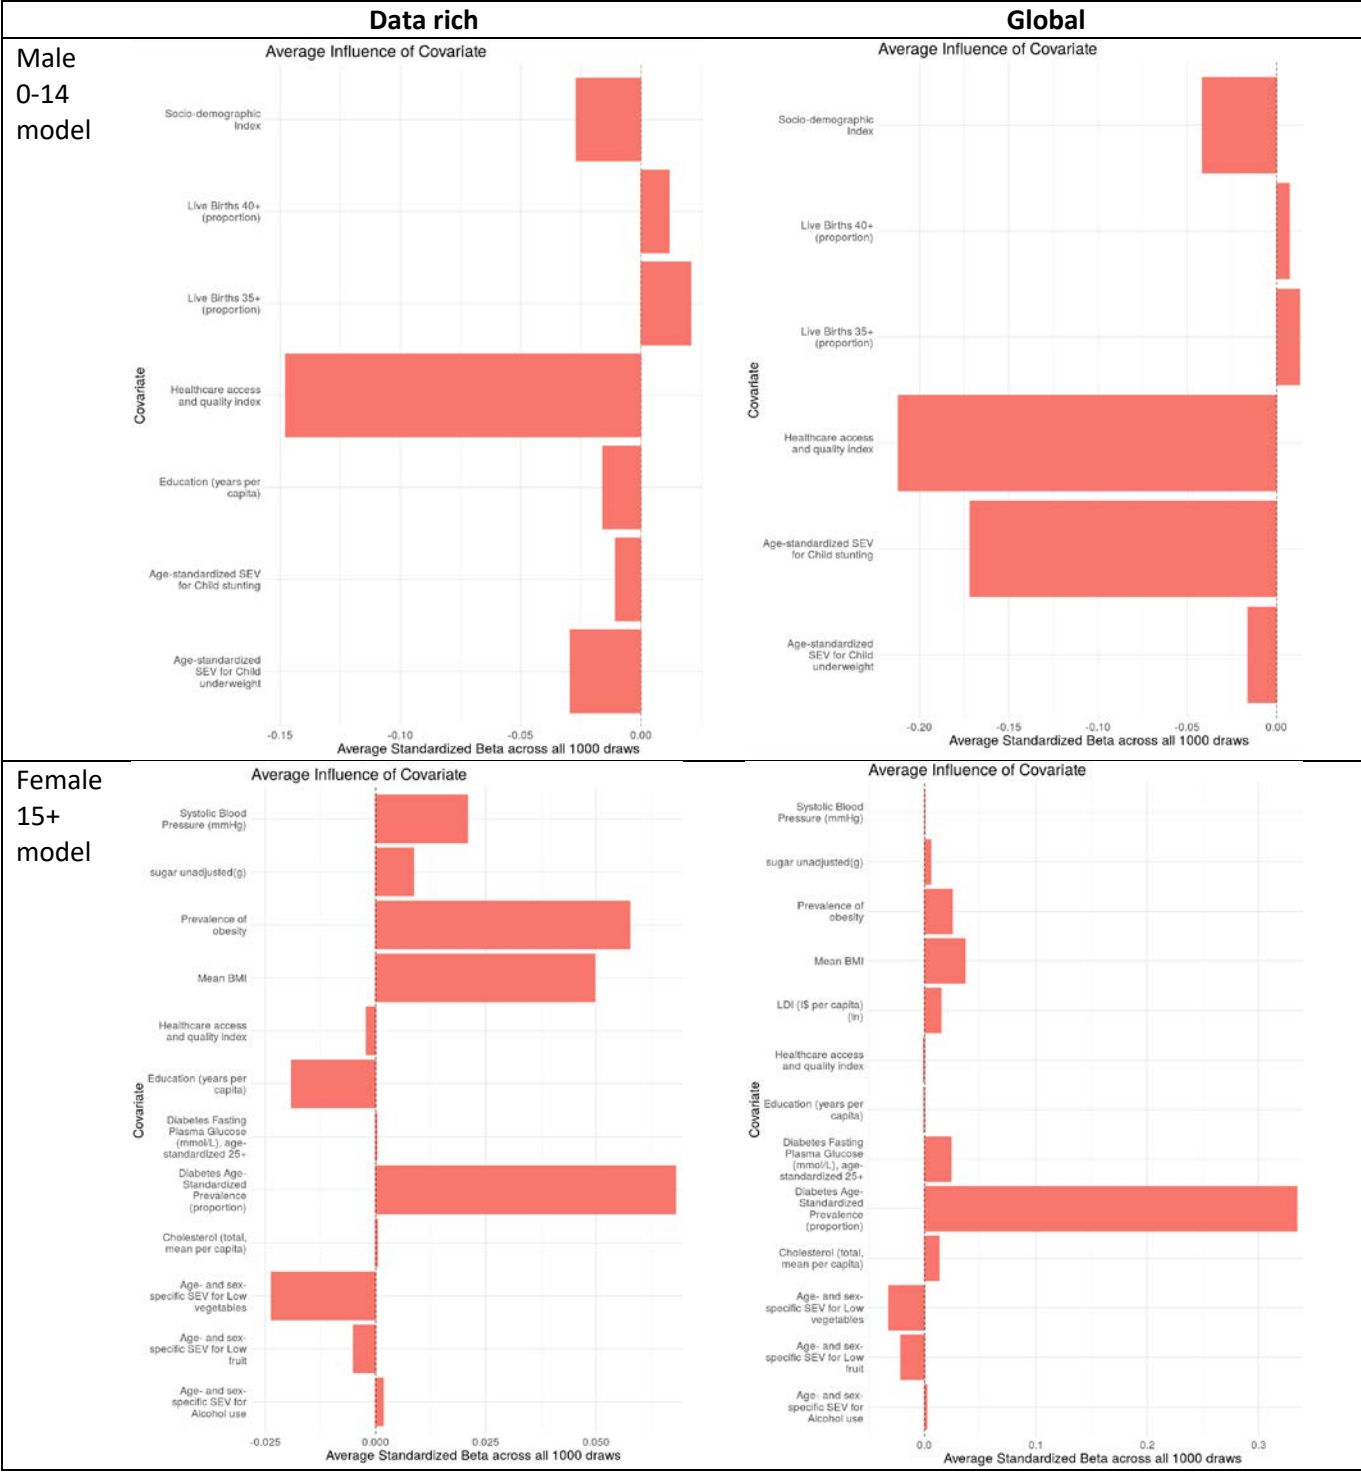 Data rich
Global
Male
0-14
model
Average Influence of Covariate
Socio-demographic
Index
Live Births 40+
(proportion)
Live Births 35+
(proportion)
Covariate
Healthcare access
and quality index
Education (years per
capita)
Age-standardized SEV
for Child stunting
Age-standardized
SEV for Child
underweight
-0.15
-0.10
-0.05
0.00
Average Standardized Beta across all 1000 draws
Average Influence of Covariate
Socio-demographic
Index
Live Births 40+
(proportion)
Live Births 35+
(proportion)
Covariate
Healthcare access
and quality index
Age-standardized SEV
for Child stunting
Age-standardized
SEV for Child
underweight
-0.20
-0.15
-0.10
-0.05
0.00
Average Standardized Beta across all 1000 draws
Female
15+
model
Average Influence of Covariate
Systolic Blood
Pressure (mmHg)
sugar unadjusted(g)
Prevalence of
obesity
Mean BMI
Healthcare access
and quality index
Covariate
Education (years per
capita)
Diabetes Fasting
Plasma Glucose
(mmol/L), age-
standardized 25+
Diabetes Age-
Standardized
Prevalence
(proportion)
Cholesterol (total,
mean per capita)
Age- and sex-
specific SEV for Low
vegetables
Age- and sex-
specific SEV for Low
fruit
Age- and sex-
specific SEV for
Alcohol use
-0.025
0.000
0.025
0.050
Average Standardized Beta across all 1000 draws
Average Influence of Covariate
Systolic Blood
Pressure (mmHg)
sugar unadjusted(g)
Prevalence of
obesity
Mean BMI
LDI (I$ per capita)
(ln)
Healthcare access
and quality index
Covariate
Education (years per
capita)
Diabetes Fasting
Plasma Glucose
(mmol/L), age-
standardized 25+
Diabetes Age-
Standardized
Prevalence
(proportion)
Cholesterol (total,
mean per capita)
Age- and sex-
specific SEV for Low
vegetables
Age- and sex-
specific SEV for Low
fruit
Age- and sex-
specific SEV for
Alcohol use
0.0
0.1
0.2
0.3
Average Standardized Beta across all 1000 draws